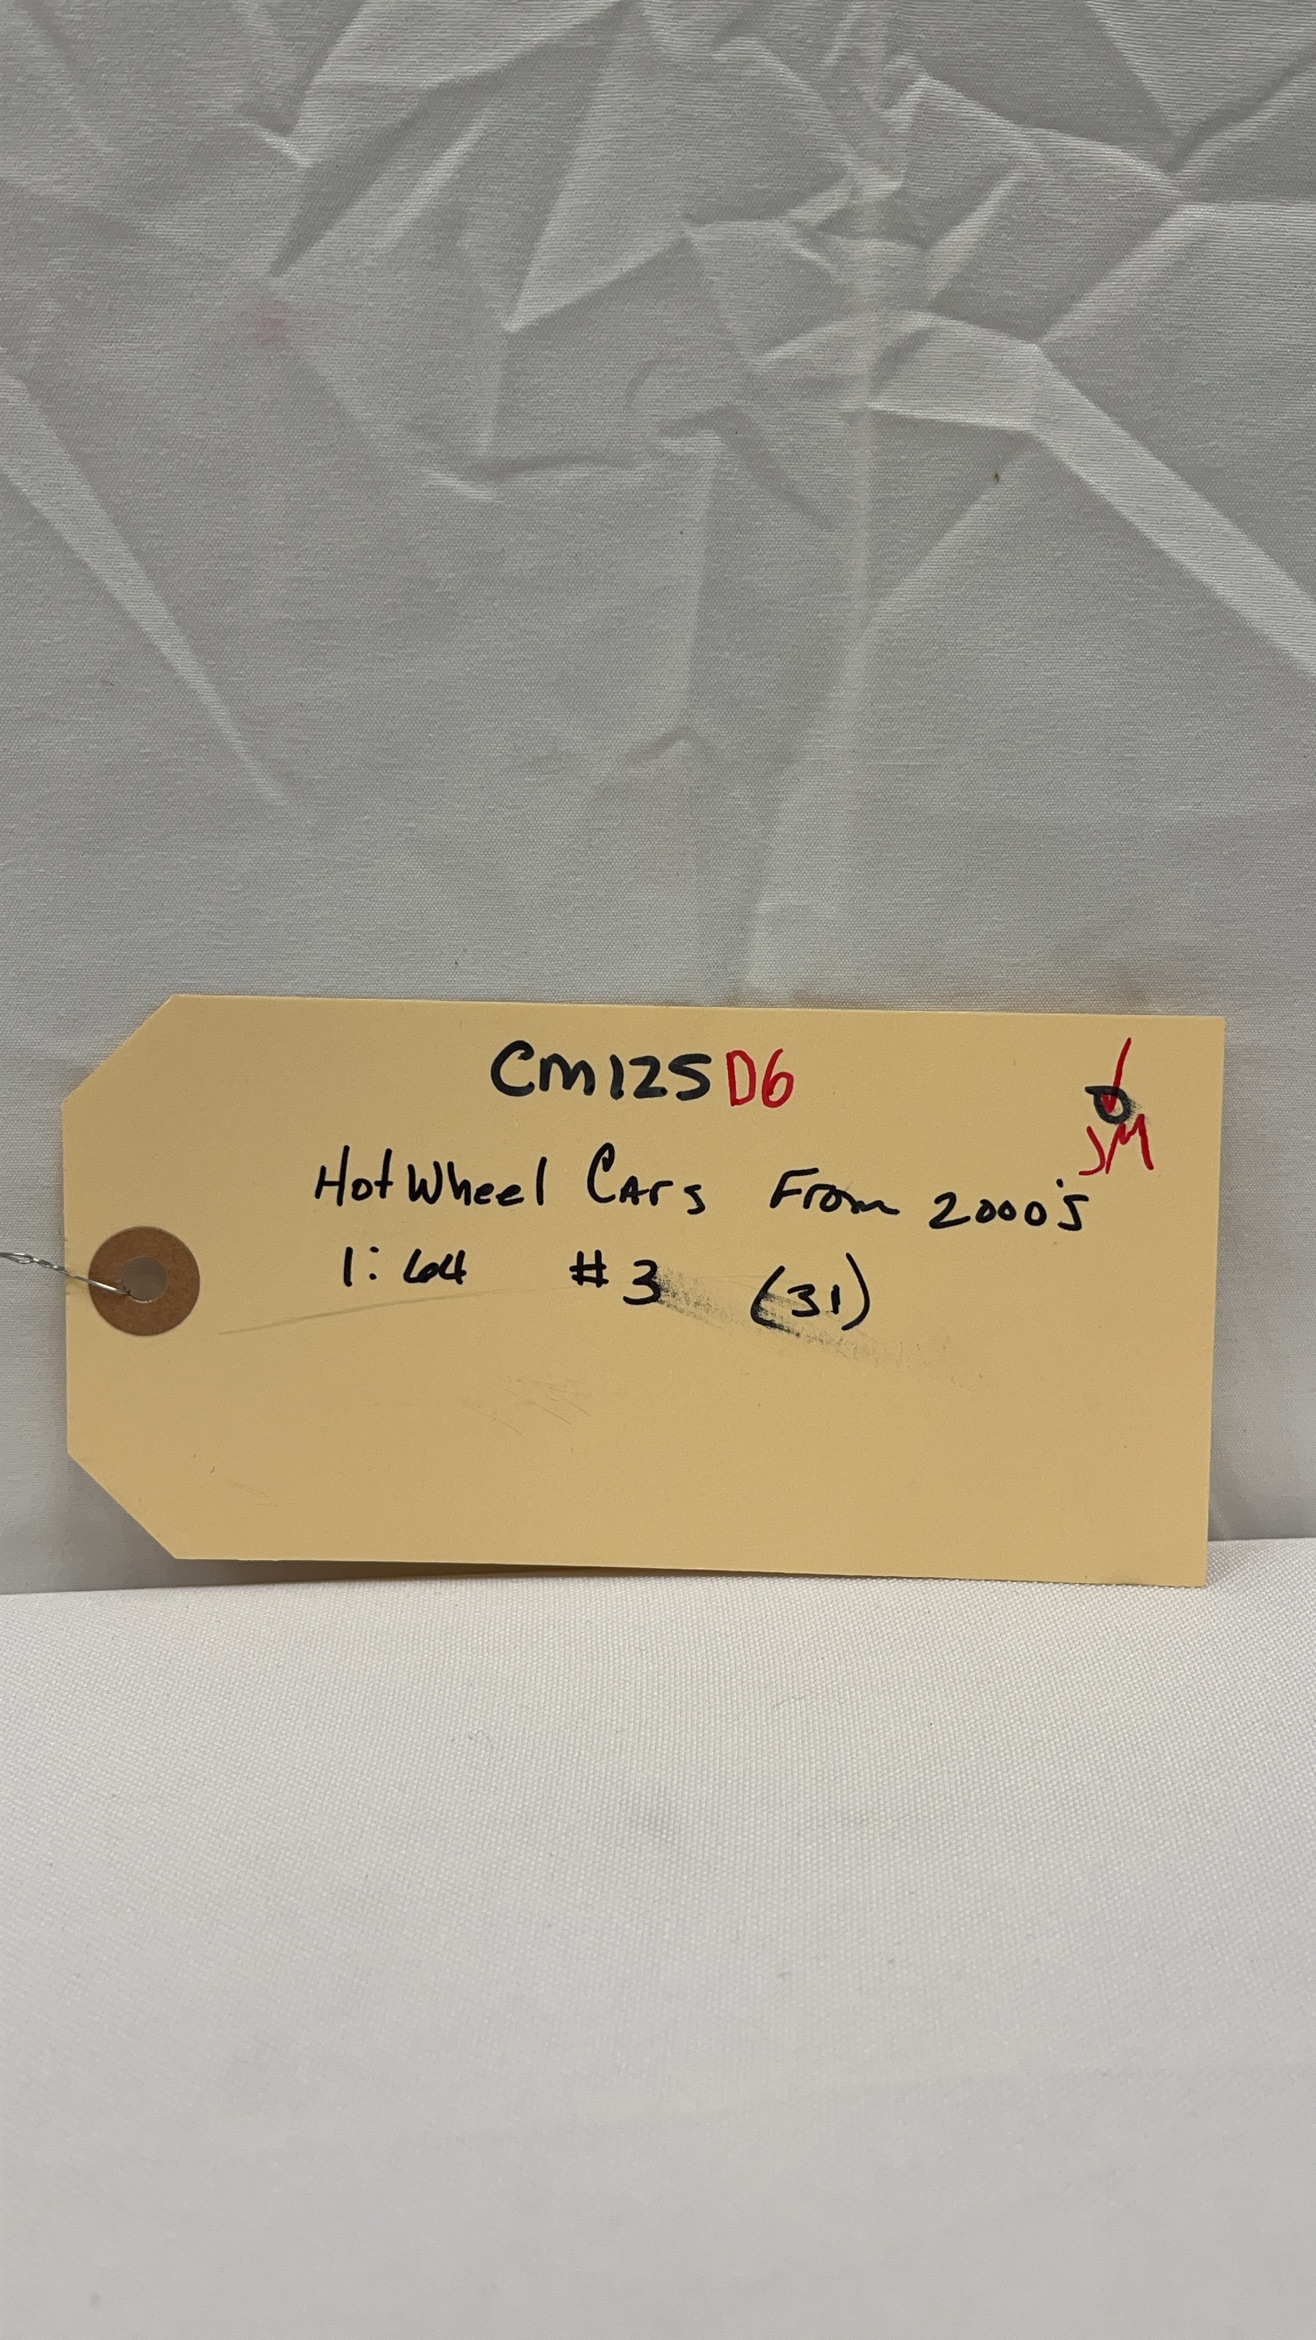 CM125D6
JM
HotWheel Cars From 2000's
1:64 #3 (31)